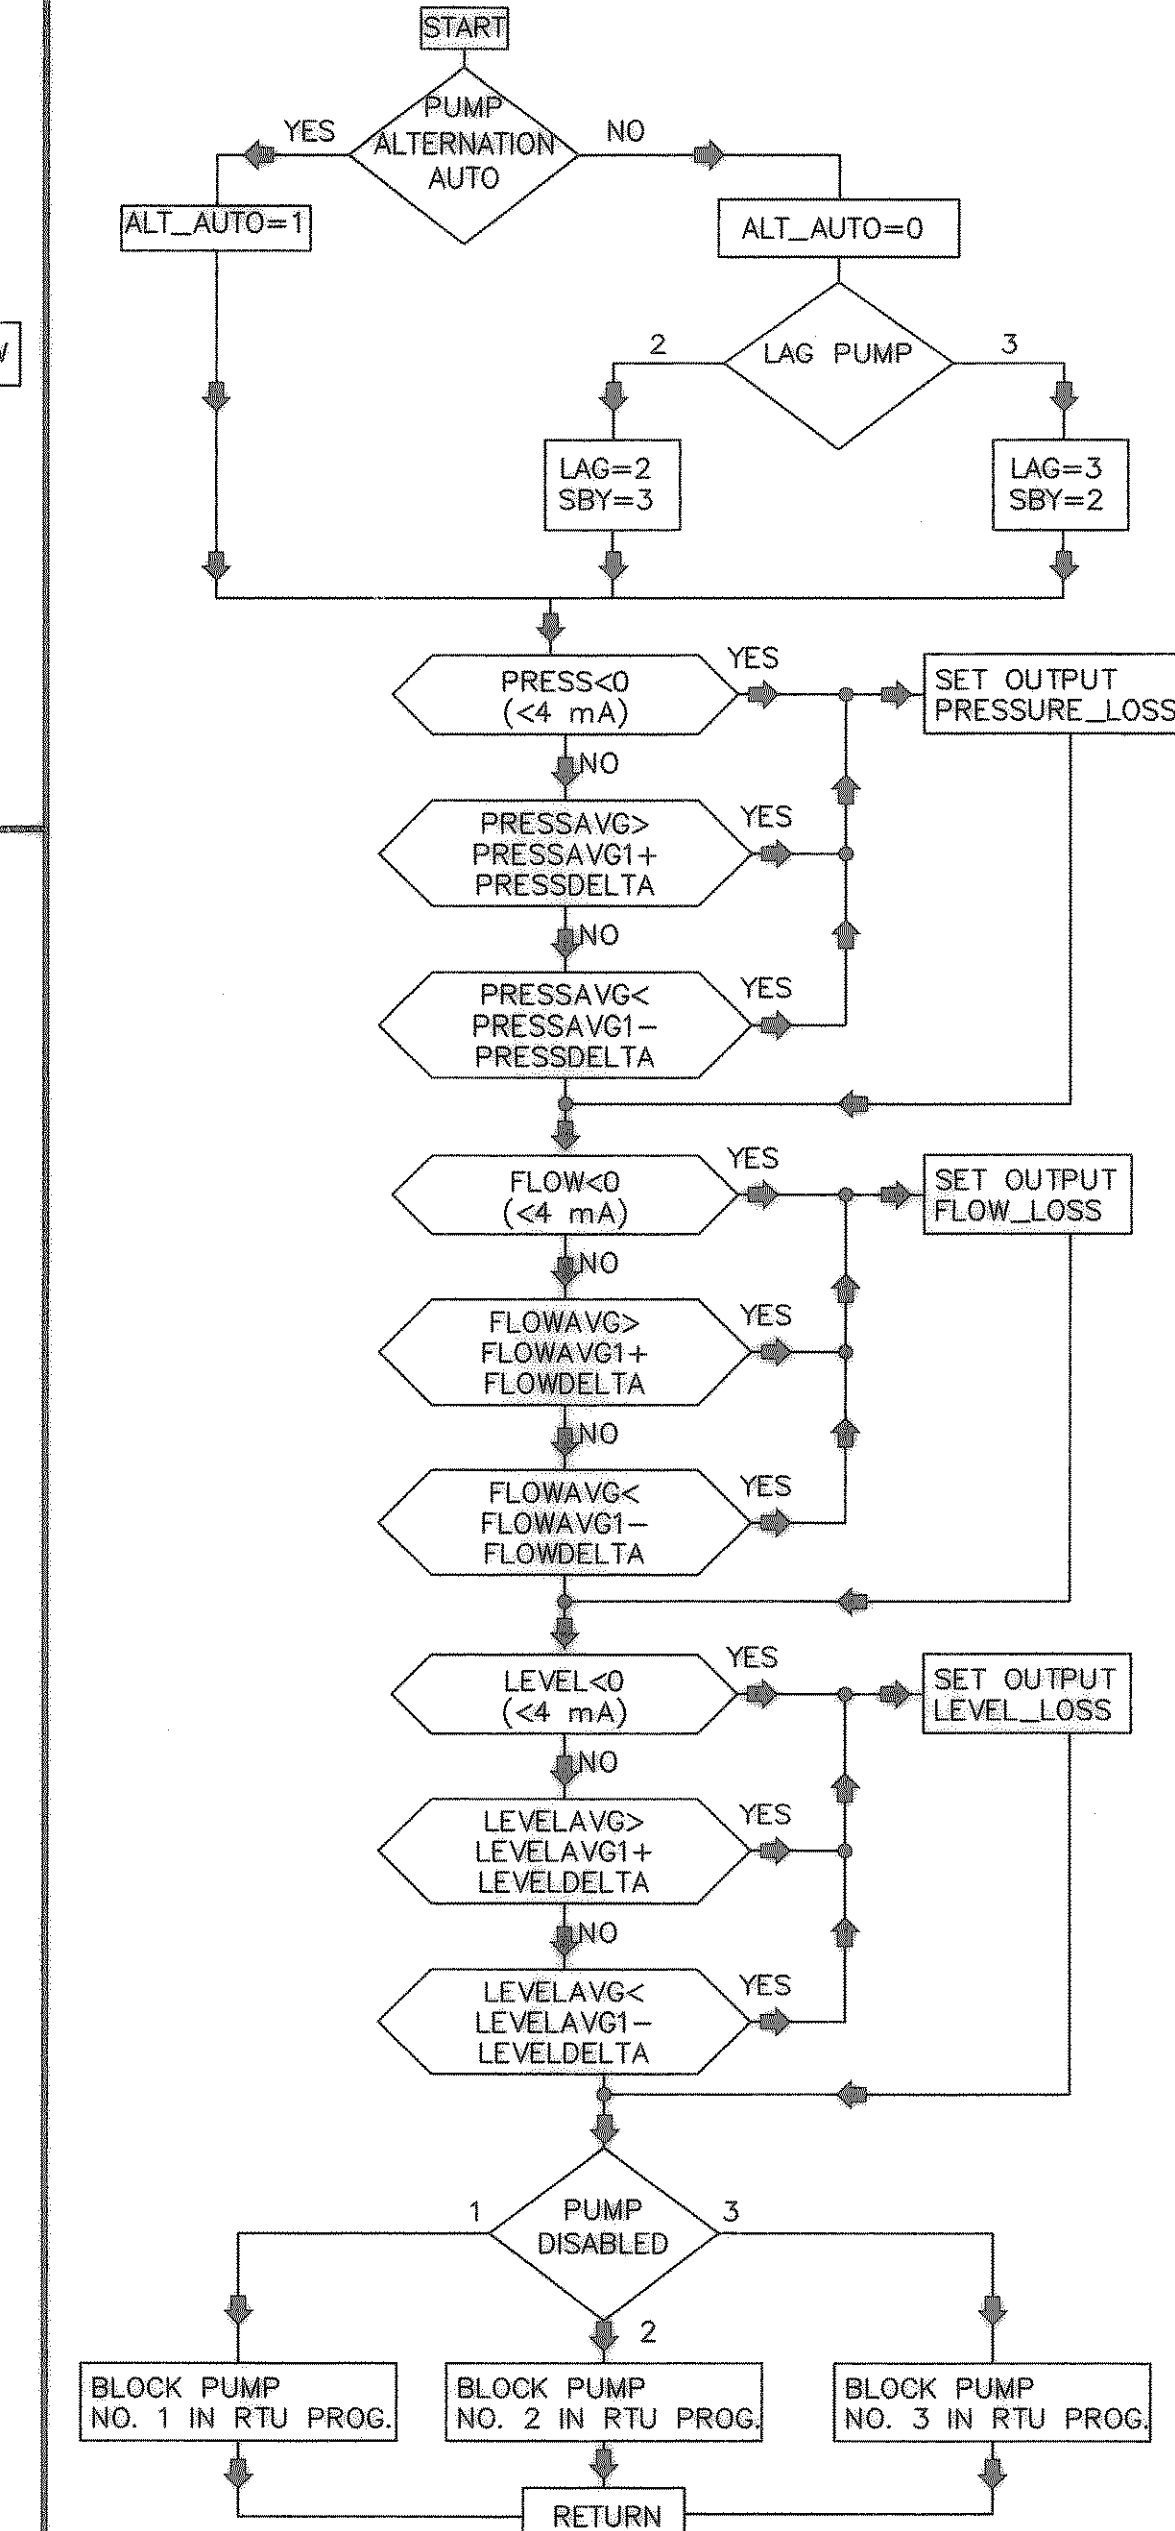 START
PUMP
ALTERNATION
AUTO
YES
NO
ALT_AUTO=1
ALT_AUTO=0
LAG PUMP
2
3
LAG=2
SBY=3
LAG=3
SBY=2
PRESS<0
(<4 mA)
YES
SET OUTPUT
PRESSURE_LOSS
NO
PRESSAVG>
PRESSAVG1+
PRESSDELTA
YES
NO
PRESSAVG<
PRESSAVG1-
PRESSDELTA
YES
FLOW<0
(<4 mA)
YES
SET OUTPUT
FLOW_LOSS
NO
FLOWAVG>
FLOWAVG1+
FLOWDELTA
YES
NO
FLOWAVG<
FLOWAVG1-
FLOWDELTA
YES
LEVEL<0
(<4 mA)
YES
SET OUTPUT
LEVEL_LOSS
NO
LEVELAVG>
LEVELAVG1+
LEVELDELTA
YES
NO
LEVELAVG<
LEVELAVG1-
LEVELDELTA
YES
PUMP
DISABLED
1
3
2
BLOCK PUMP
NO. 1 IN RTU PROG.
BLOCK PUMP
NO. 2 IN RTU PROG.
BLOCK PUMP
NO. 3 IN RTU PROG.
RETURN